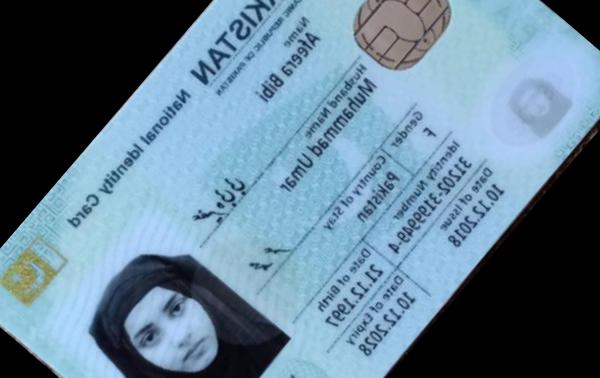 PAKISTAN National Identity Card
ISLAMIC REPUBLIC OF PAKISTAN
Name
Afeera Bibi
Husband Name
Muhammad Umar
Gender
F
Country of Stay
Pakistan
Identity Number
31202-3199949-4
Date of Birth
21.12.1997
Date of Issue
10.12.2018
Date of Expiry
10.12.2028